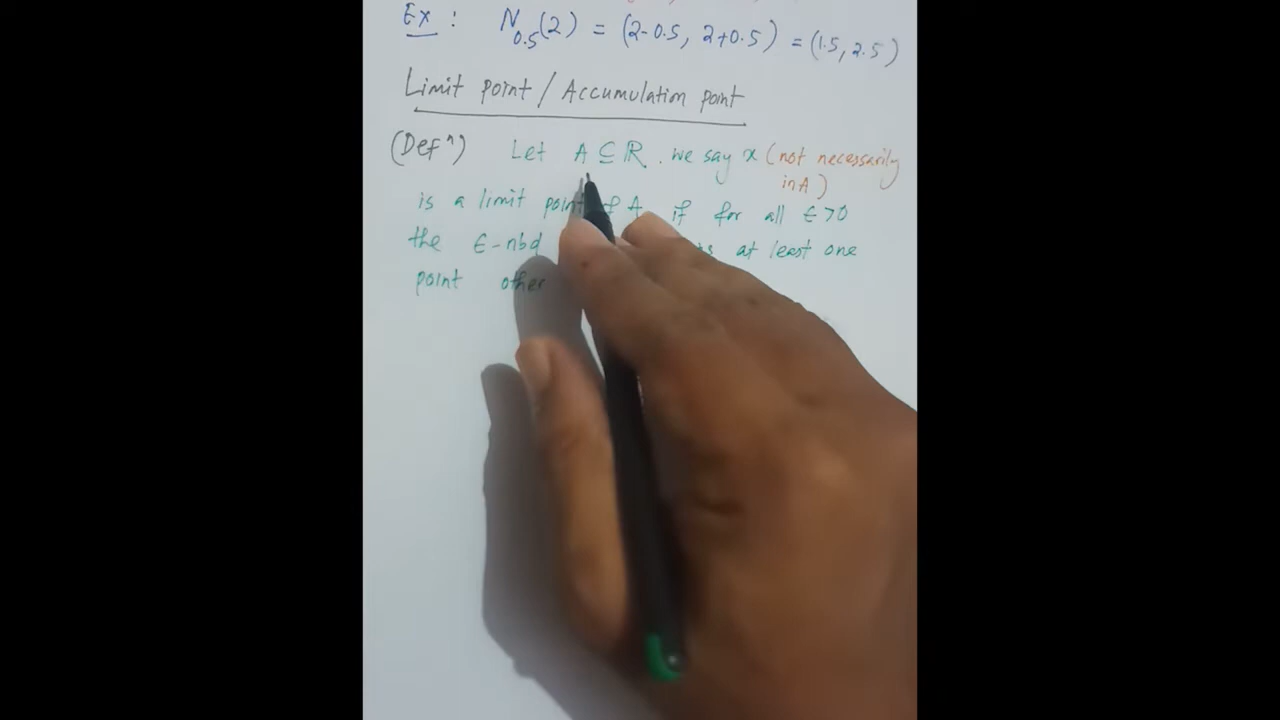 Ex : N0.5(2) = (2-0.5, 2+0.5) = (1.5, 2.5)
Limit point / Accumulation point
(Defⁿ) Let A ⊆ ℝ. we say x (not necessarily
in A)
is a limit point of A if for all ϵ > 0
the ϵ-nbd at least one
point other